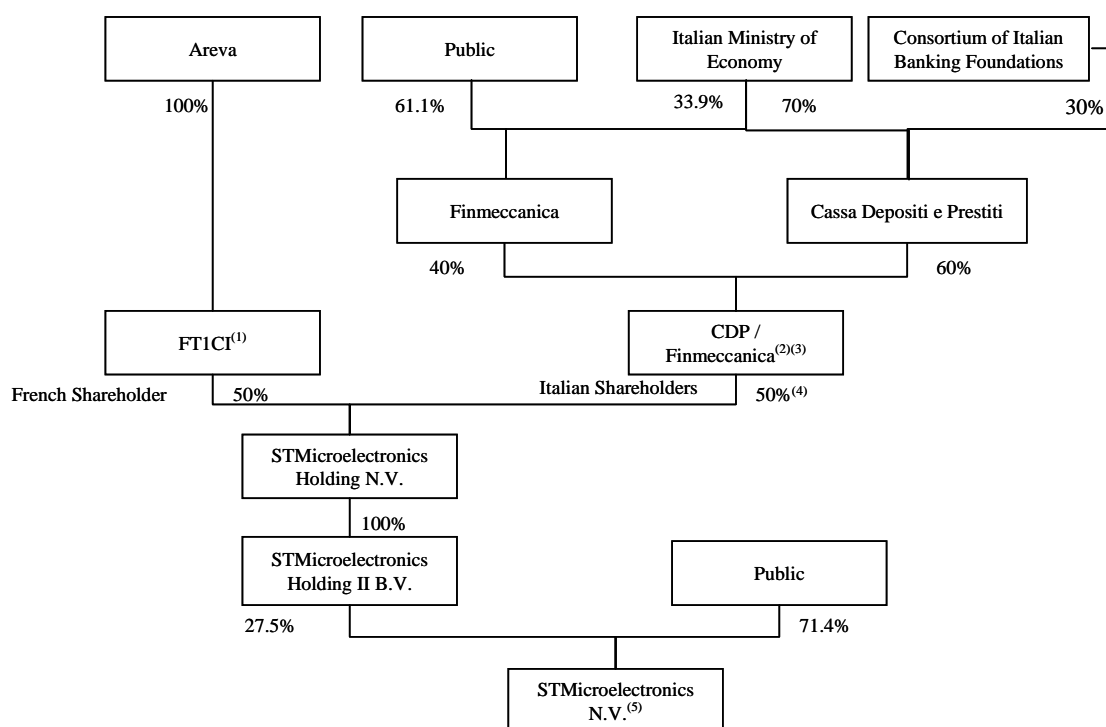 Areva
Public
Italian Ministry of
Economy
Consortium of Italian
Banking Foundations
100%
61.1%
33.9%
70%
30%
Finmeccanica
Cassa Depositi e Prestiti
40%
60%
FT1CI(1)
CDP /
Finmeccanica(2)(3)
French Shareholder
50%
Italian Shareholders
50%(4)
STMicroelectronics
Holding N.V.
100%
STMicroelectronics
Holding II B.V.
Public
27.5%
71.4%
STMicroelectronics
N.V.(5)